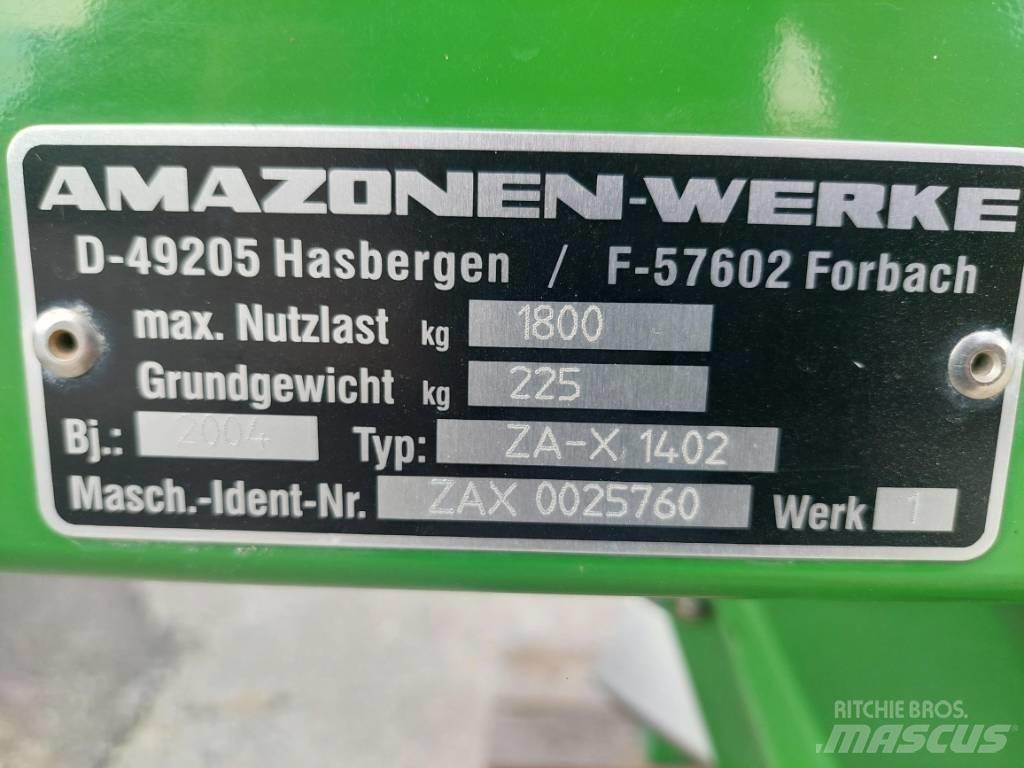 AMAZONEN-WERKE
D-49205 Hasbergen / F-57602 Forbach
max. Nutzlast kg 1800
Grundgewicht kg 225
Bj.: 2004 Typ: ZA-X 1402
Masch.-Ident-Nr. ZAX 0025760 Werk 1
RITCHIE BROS.
MASCUS